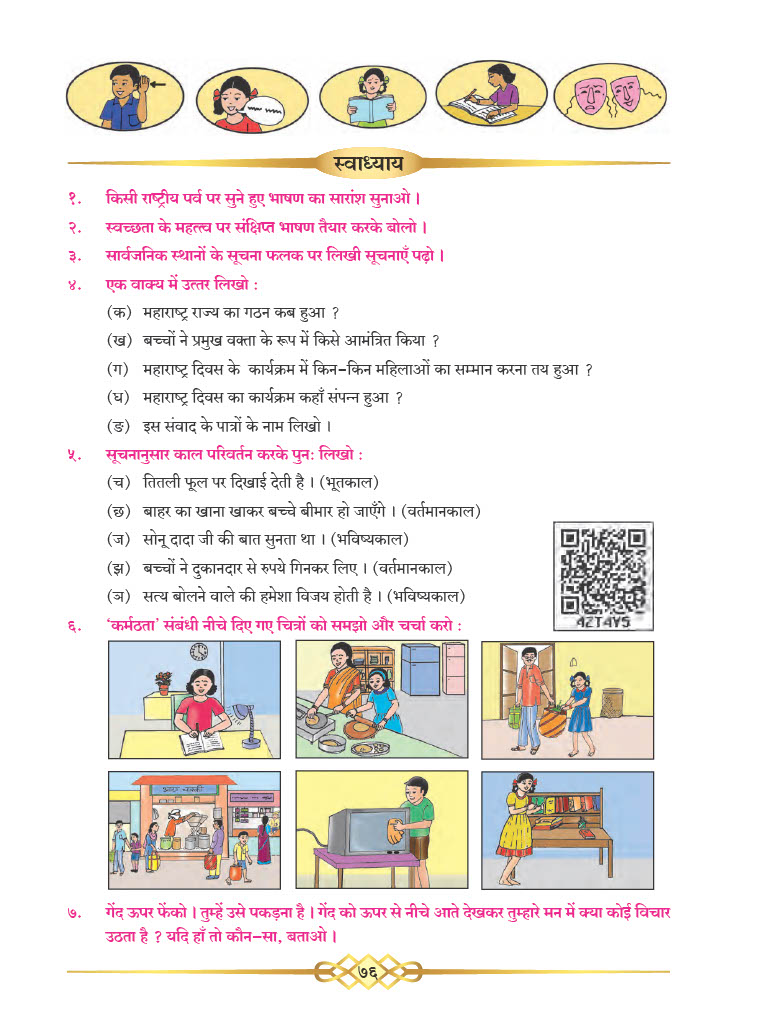 स्वाध्याय
१. किसी राष्ट्रीय पर्व पर सुने हुए भाषण का सारांश सुनाओ ।
२. स्वच्छता के महत्त्व पर संक्षिप्त भाषण तैयार करके बोलो ।
३. सार्वजनिक स्थानों के सूचना फलक पर लिखी सूचनाएँ पढ़ो ।
४. एक वाक्य में उत्तर लिखो :
(क) महाराष्ट्र राज्य का गठन कब हुआ ?
(ख) बच्चों ने प्रमुख वक्ता के रूप में किसे आमंत्रित किया ?
(ग) महाराष्ट्र दिवस के कार्यक्रम में किन-किन महिलाओं का सम्मान करना तय हुआ ?
(घ) महाराष्ट्र दिवस का कार्यक्रम कहाँ संपन्न हुआ ?
(ङ) इस संवाद के पात्रों के नाम लिखो ।
५. सूचनानुसार काल परिवर्तन करके पुनः लिखो :
(च) तितली फूल पर दिखाई देती है । (भूतकाल)
(छ) बाहर का खाना खाकर बच्चे बीमार हो जाएँगे । (वर्तमानकाल)
(ज) सोनू दादा जी की बात सुनता था । (भविष्यकाल)
(झ) बच्चों ने दुकानदार से रुपये गिनकर लिए । (वर्तमानकाल)
(ञ) सत्य बोलने वाले की हमेशा विजय होती है । (भविष्यकाल)
4ZT4Y5
६. ‘कर्मठता’ संबंधी नीचे दिए गए चित्रों को समझो और चर्चा करो :
७. गेंद ऊपर फेंको । तुम्हें उसे पकड़ना है । गेंद को ऊपर से नीचे आते देखकर तुम्हारे मन में क्या कोई विचार
उठता है ? यदि हाँ तो कौन-सा, बताओ ।
७६